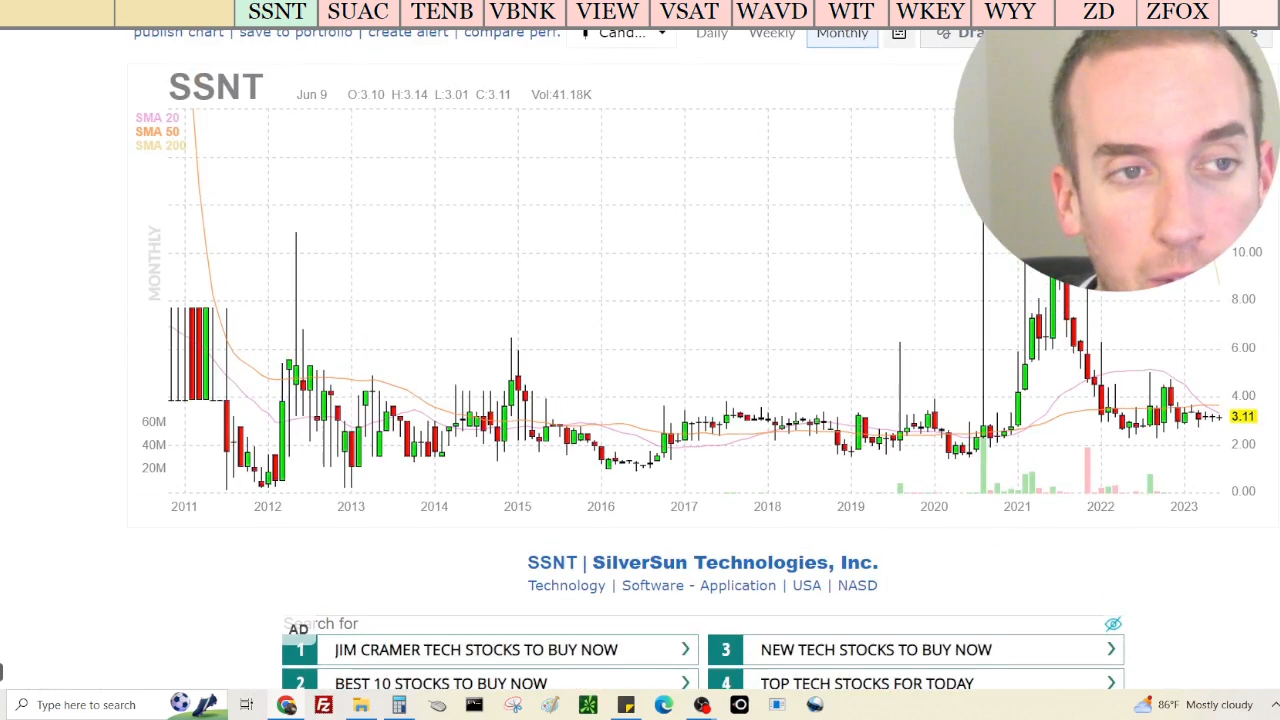 SSNT SUAC TENB VBNK VIEW VSAT WAVD WIT WKEY WYY ZD ZFOX
publish chart | save to portfolio | create alert | compare perf. Cand... Daily Weekly Monthly Dra s
SSNT Jun 9 O:3.10 H:3.14 L:3.01 C:3.11 Vol:41.18K
SMA 20
SMA 50
SMA 200
MONTHLY
10.00
8.00
6.00
4.00
3.11
2.00
0.00
60M
40M
20M
2011 2012 2013 2014 2015 2016 2017 2018 2019 2020 2021 2022 2023
SSNT | SilverSun Technologies, Inc.
Technology | Software - Application | USA | NASD
Search for
AD
1 JIM CRAMER TECH STOCKS TO BUY NOW 3 NEW TECH STOCKS TO BUY NOW
2 BEST 10 STOCKS TO BUY NOW 4 TOP TECH STOCKS FOR TODAY
Type here to search 86°F Mostly cloudy